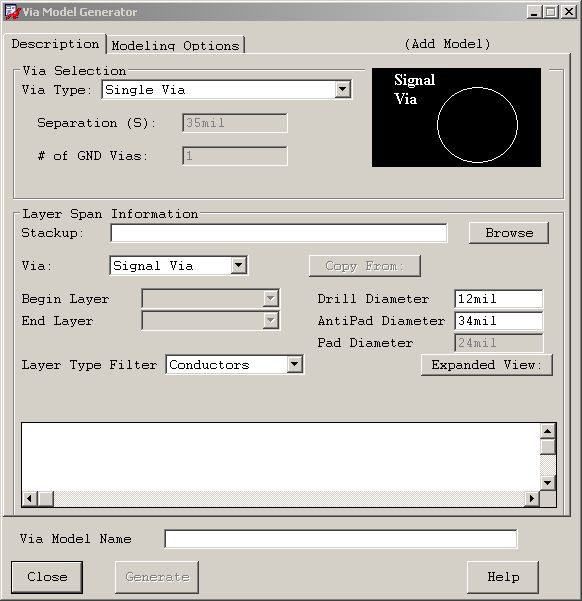 Via Model Generator
Description
Modeling Options
(Add Model)
Via Selection
Via Type: Single Via
Signal
Via
Separation (S): 35mil
# of GND Vias: 1
Layer Span Information
Stackup:
Browse
Via: Signal Via
Copy From:
Begin Layer
Drill Diameter 12mil
End Layer
AntiPad Diameter 34mil
Pad Diameter 24mil
Layer Type Filter Conductors
Expanded View:
Via Model Name
Close
Generate
Help